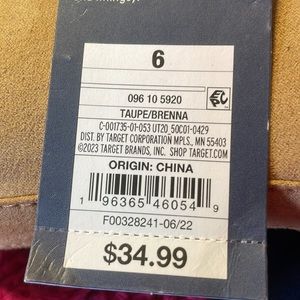 6
096 10 5920
TAUPE/BRENNA
C-001735-01-053 UT20_50C01-0429
DIST. BY TARGET CORPORATION MPLS., MN 55403
©2023 TARGET BRANDS, INC. SHOP TARGET.COM
ORIGIN: CHINA
1 96365 46054 9
F00328241-06/22
$34.99